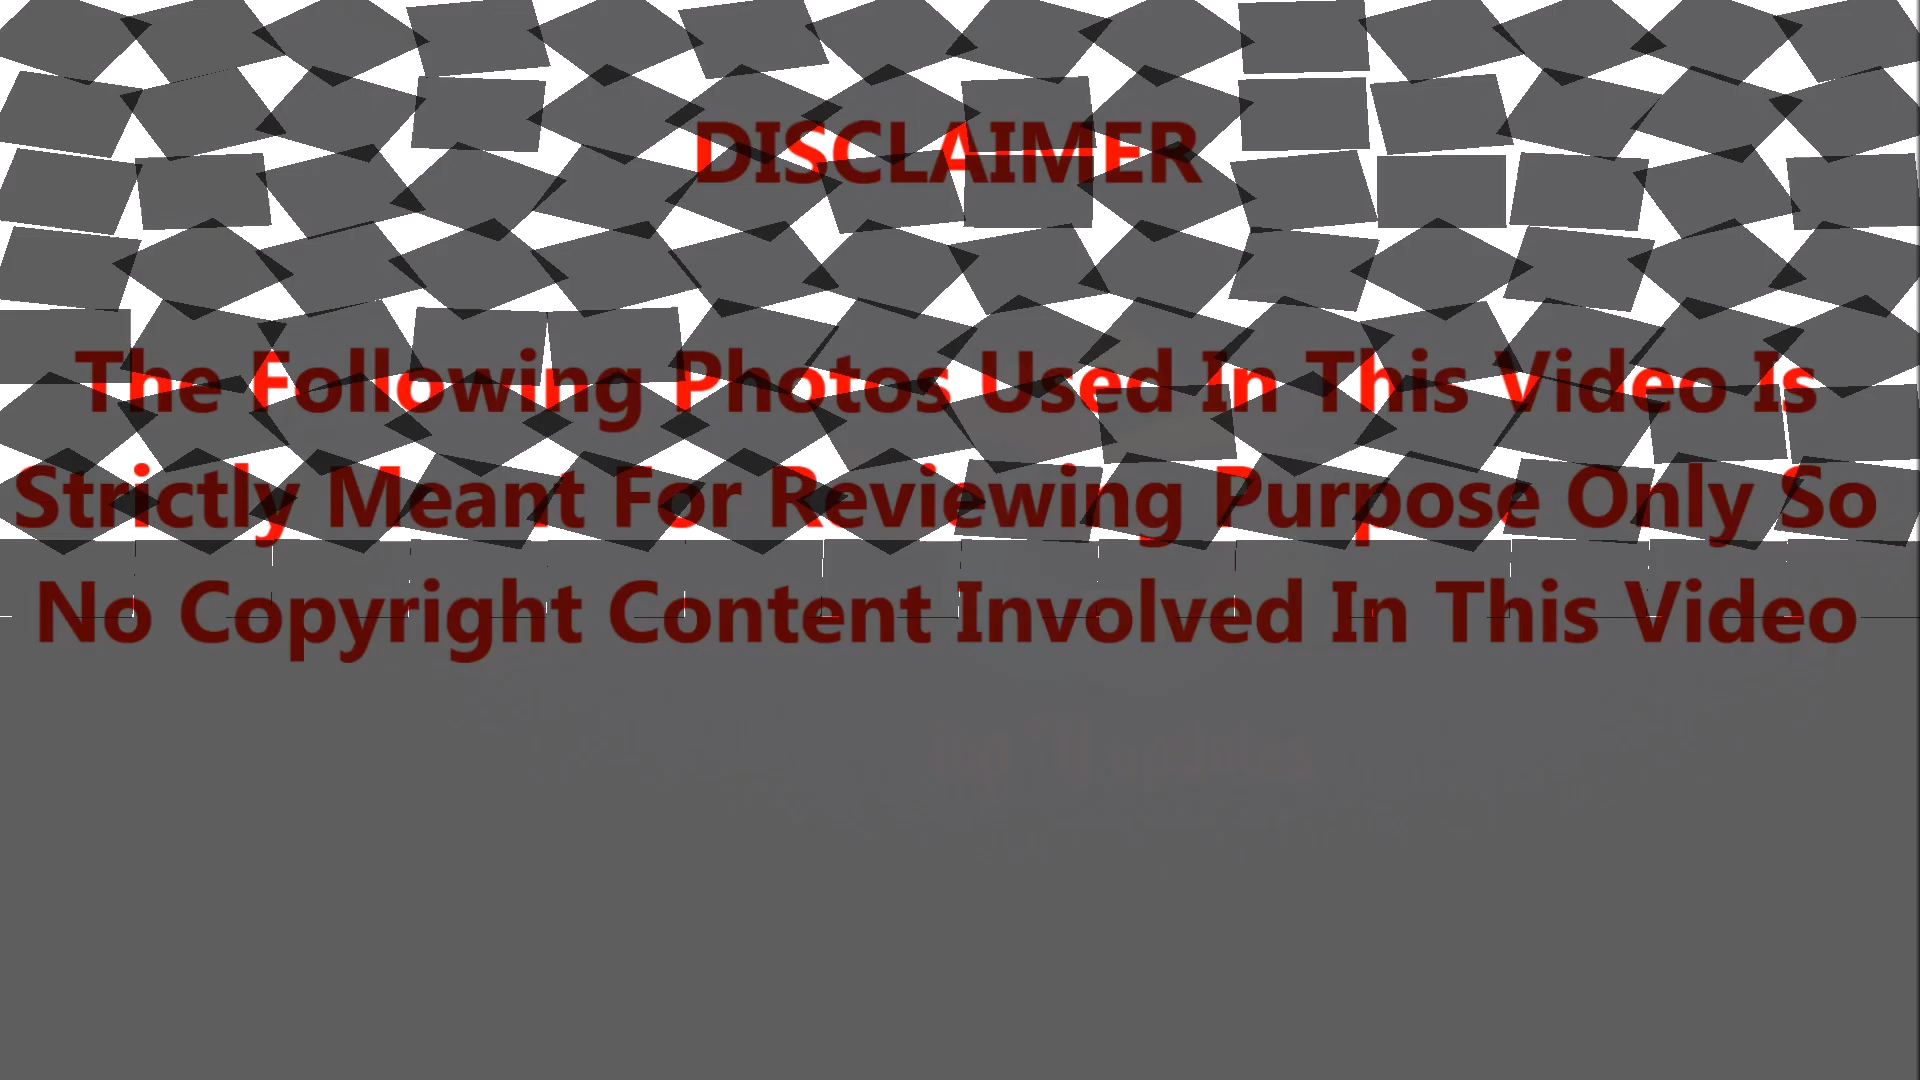 DISCLAIMER
The Following Photos Used In This Video Is
Strictly Meant For Reviewing Purpose Only So
No Copyright Content Involved In This Video